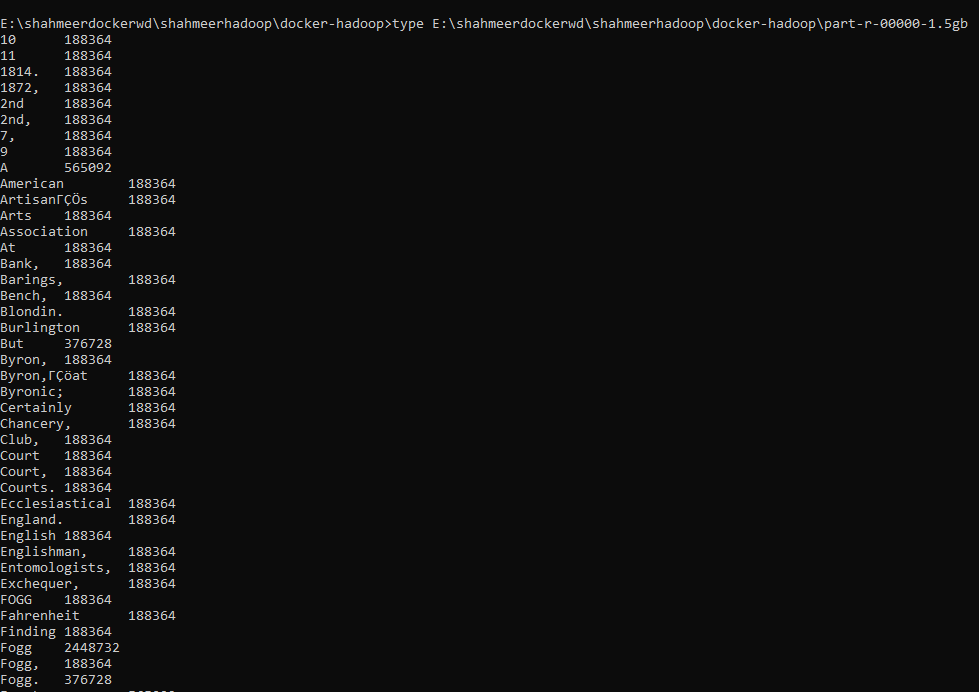 E:\shahmeerdockerwd\shahmeerhadoop\docker-hadoop>type E:\shahmeerdockerwd\shahmeerhadoop\docker-hadoop\part-r-00000-1.5gb
10 188364
11 188364
1814. 188364
1872, 188364
2nd 188364
2nd, 188364
7, 188364
9 188364
A 565092
American 188364
ArtisanΓÇÖs 188364
Arts 188364
Association 188364
At 188364
Bank, 188364
Barings, 188364
Bench, 188364
Blondin. 188364
Burlington 188364
But 376728
Byron, 188364
Byron,ΓÇöat 188364
Byronic; 188364
Certainly 188364
Chancery, 188364
Club, 188364
Court 188364
Court, 188364
Courts. 188364
Ecclesiastical 188364
England. 188364
English 188364
Englishman, 188364
Entomologists, 188364
Exchequer, 188364
FOGG 188364
Fahrenheit 188364
Finding 188364
Fogg 2448732
Fogg, 188364
Fogg. 376728